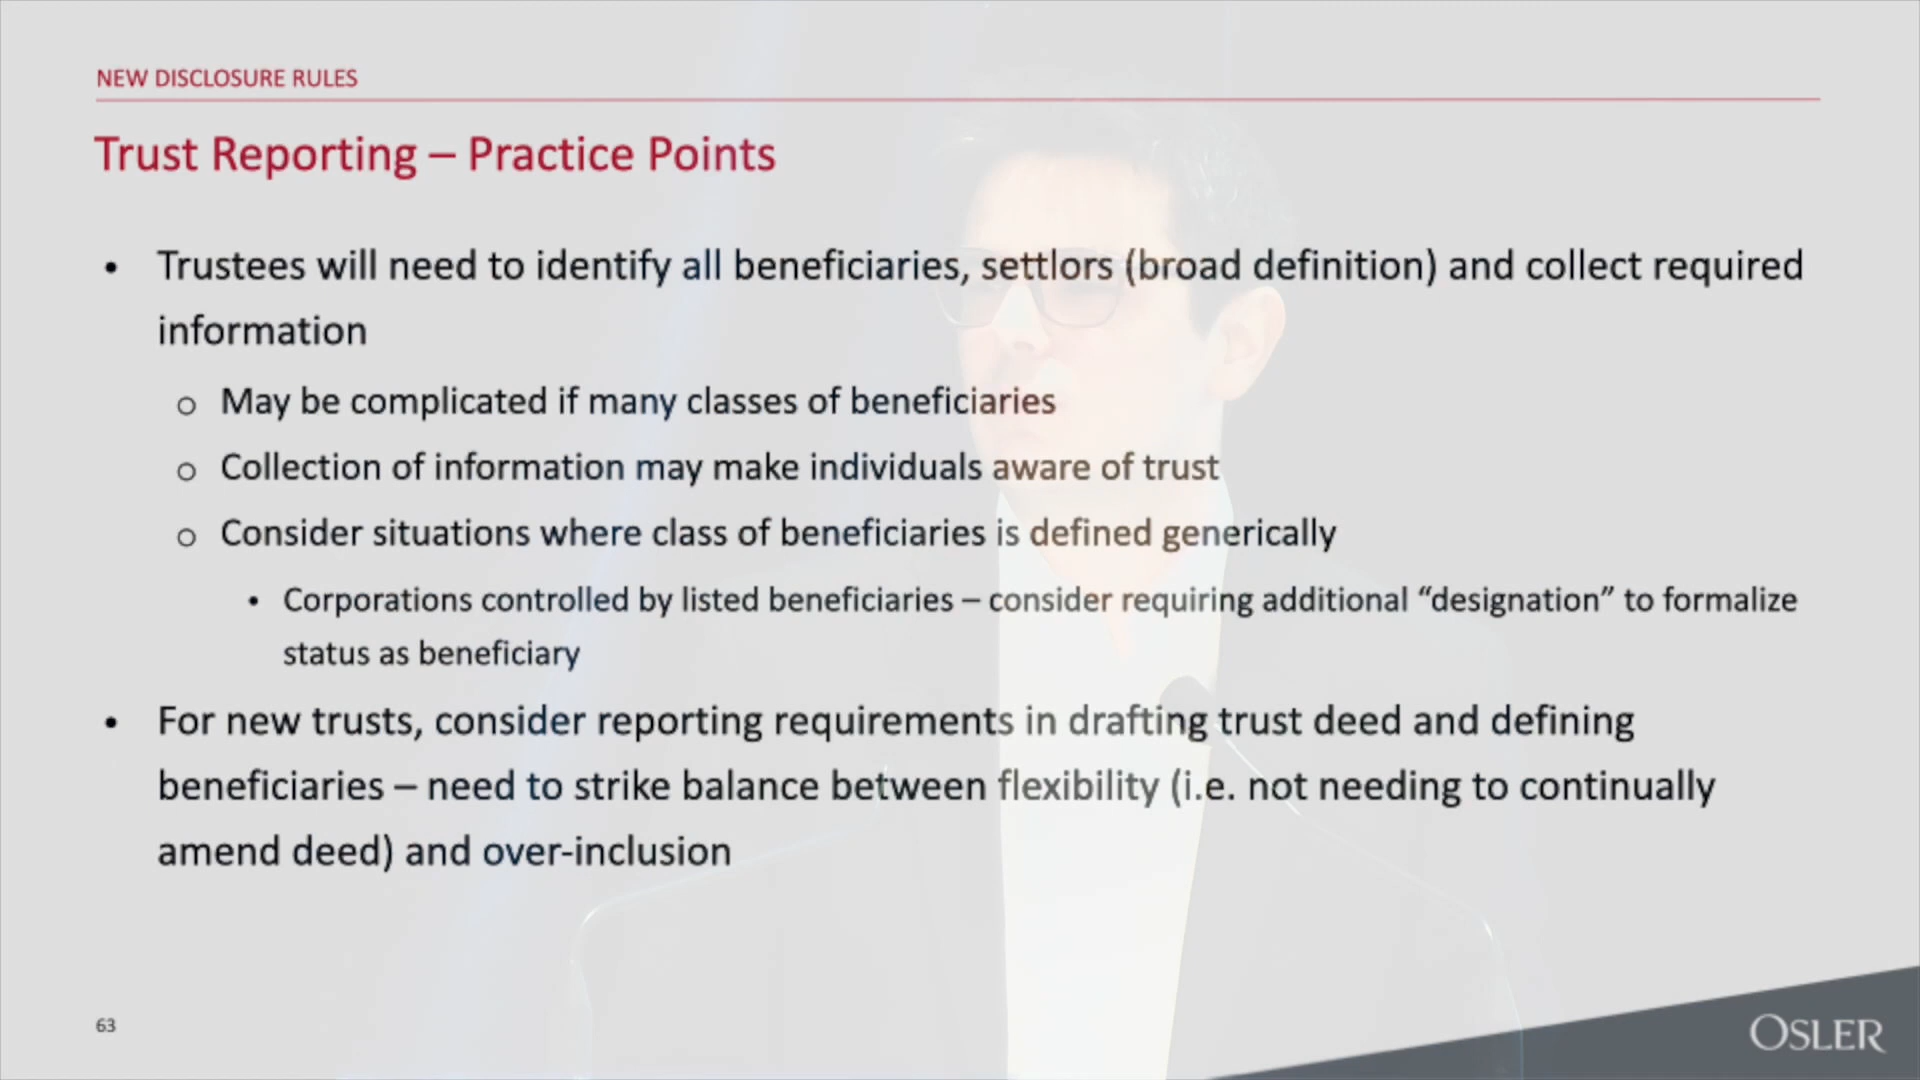 NEW DISCLOSURE RULES
Trust Reporting – Practice Points
• Trustees will need to identify all beneficiaries, settlors (broad definition) and collect required
information
o May be complicated if many classes of beneficiaries
o Collection of information may make individuals aware of trust
o Consider situations where class of beneficiaries is defined generically
• Corporations controlled by listed beneficiaries – consider requiring additional “designation” to formalize
status as beneficiary
• For new trusts, consider reporting requirements in drafting trust deed and defining
beneficiaries – need to strike balance between flexibility (i.e. not needing to continually
amend deed) and over-inclusion
63
OSLER